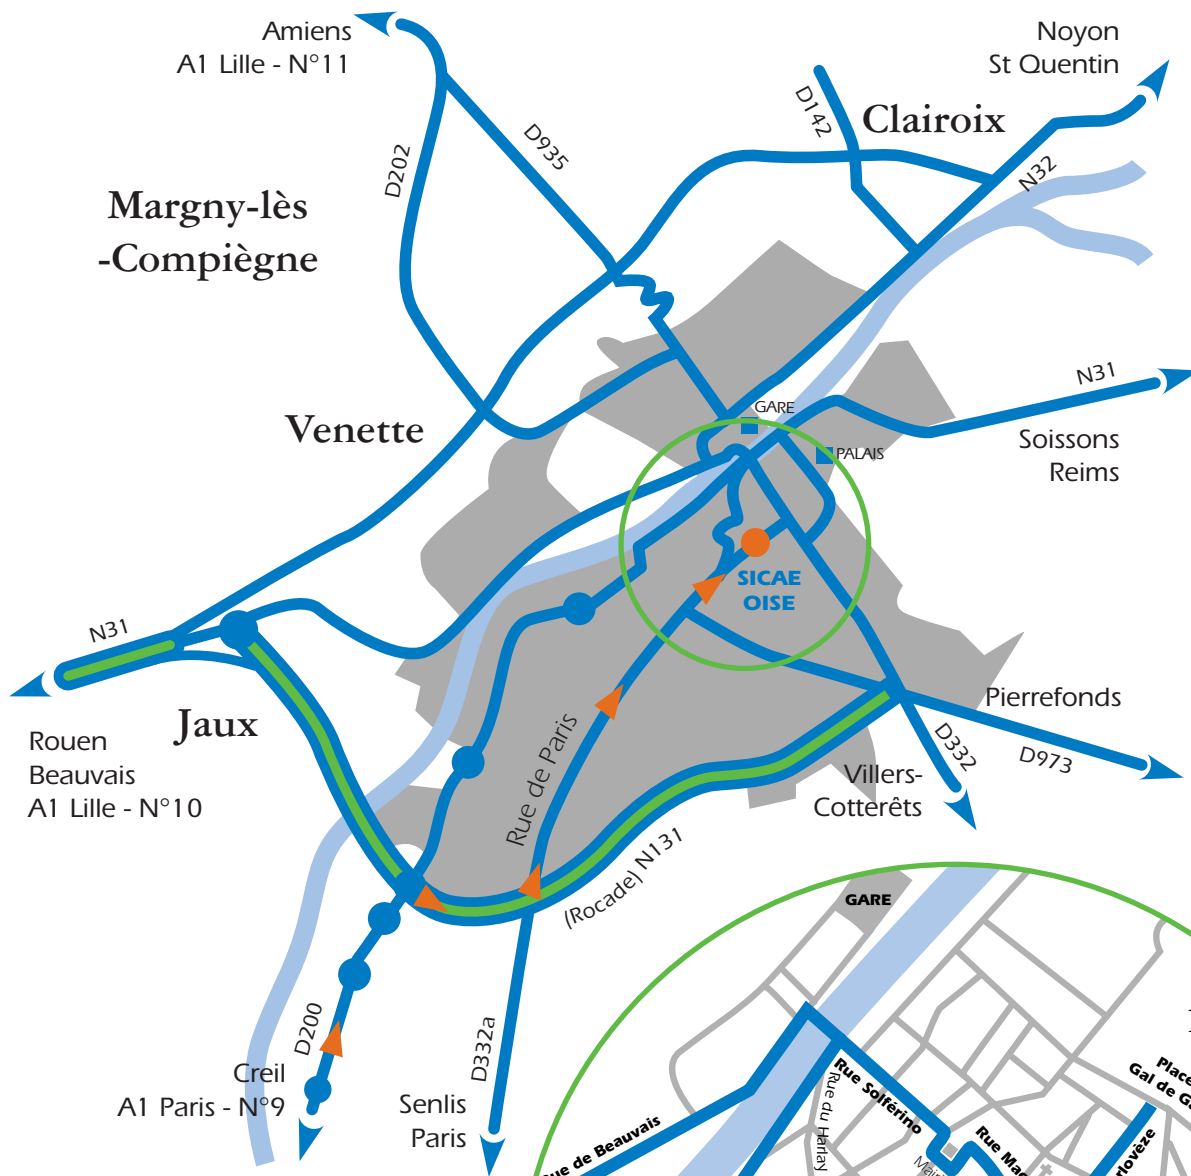 Amiens
A1 Lille - N°11
Noyon
St Quentin
D142
Clairoix
D935
D202
N32
Margny-lès
-Compiègne
N31
GARE
Venette
Soissons
Reims
PALAIS
SICAE
OISE
N31
Pierrefonds
Jaux
Rouen
Beauvais
A1 Lille - N°10
Rue de Paris
D332
D973
Villers-
Cotterêts
(Rocade) N131
GARE
D200
D332a
Creil
A1 Paris - N°9
Senlis
Paris
Rue du Harlay
Rue Solférino
Place
Gal de
Rue
de Beauvais